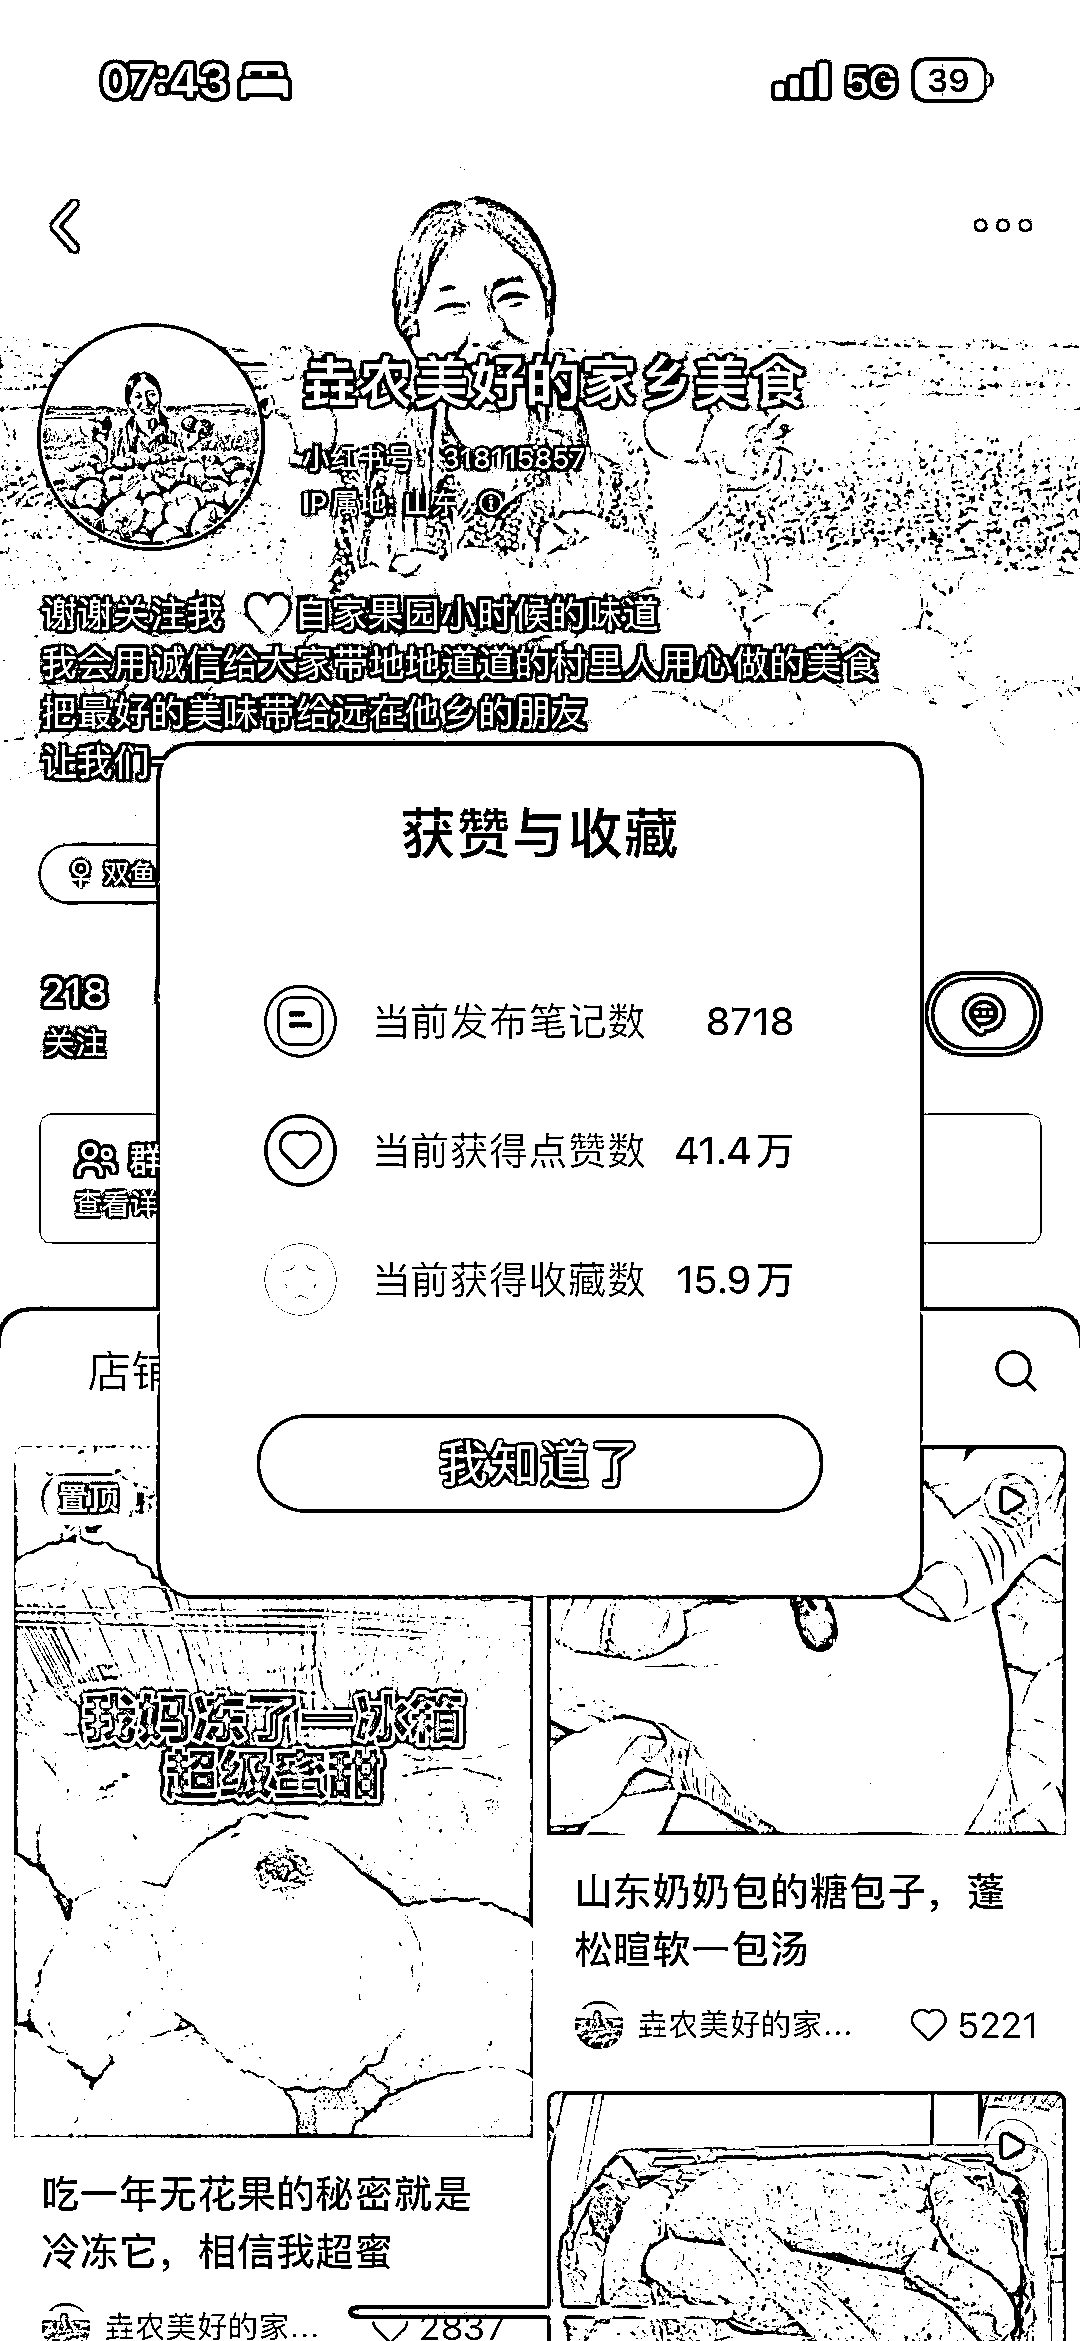 07:43 5G 39
垚农美好的家乡美食
小红书号：318115857
IP属地：山东
谢谢关注我 ♡自家果园小时候的味道
我会用诚信给大家带地地道道的村里人用心做的美食
把最好的美味带给远在他乡的朋友
让我们
双鱼
获赞与收藏
218
关注
当前发布笔记数 8718
群
查看详
当前获得点赞数 41.4万
当前获得收藏数 15.9万
店铺
我知道了
置顶
我妈冻了一冰箱
超级蜜甜
山东奶奶包的糖包子，蓬
松暄软一包汤
垚农美好的家... 5221
吃一年无花果的秘密就是
冷冻它，相信我超蜜
垚农美好的家... 2837